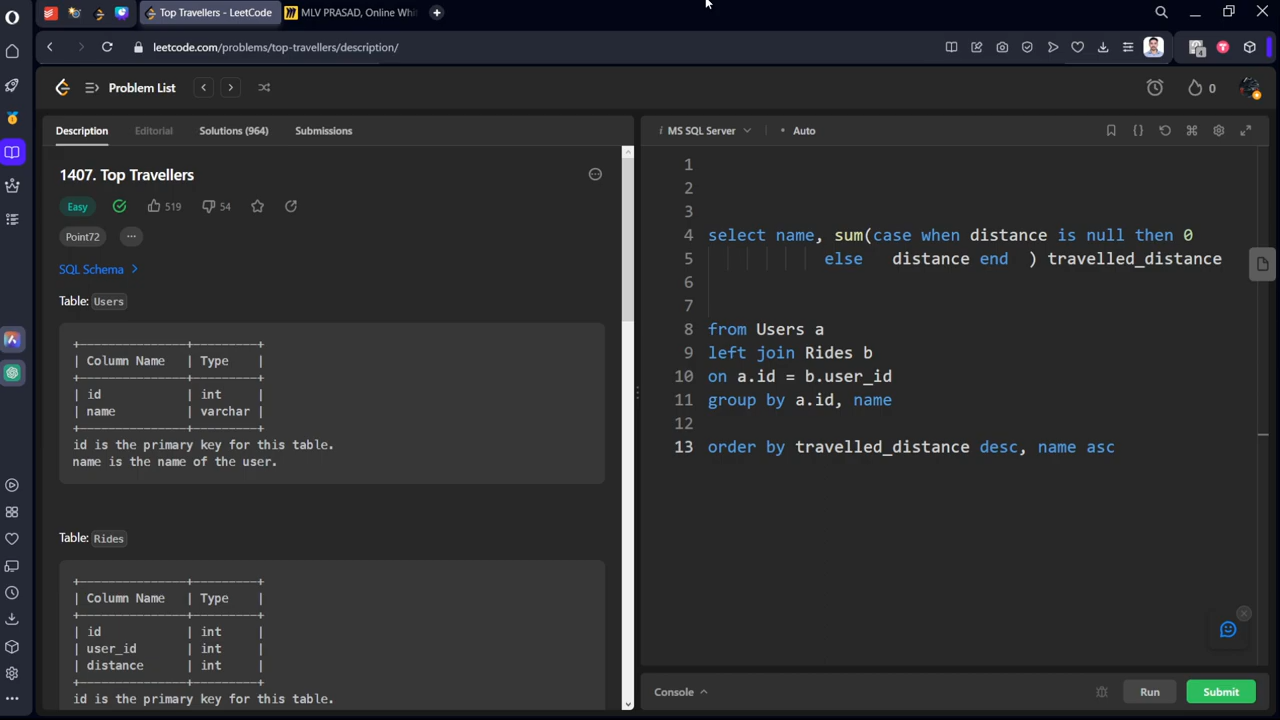 Top Travellers - LeetCode
MLV PRASAD, Online Whi
leetcode.com/problems/top-travellers/description/
4
Problem List
0
Description
Editorial
Solutions (964)
Submissions
1407. Top Travellers
Easy
519
54
Point72
SQL Schema
Table: Users
+———————————————+—————————+
| Column Name | Type |
+———————————————+—————————+
| id | int |
| name | varchar |
+———————————————+—————————+
id is the primary key for this table.
name is the name of the user.
Table: Rides
+———————————————+—————————+
| Column Name | Type |
+———————————————+—————————+
| id | int |
| user_id | int |
| distance | int |
+———————————————+—————————+
id is the primary key for this table.
i MS SQL Server
• Auto
{}
1
2
3
4 select name, sum(case when distance is null then 0
5 else distance end ) travelled_distance
6
7
8 from Users a
9 left join Rides b
10 on a.id = b.user_id
11 group by a.id, name
12
13 order by travelled_distance desc, name asc
Console
Run
Submit